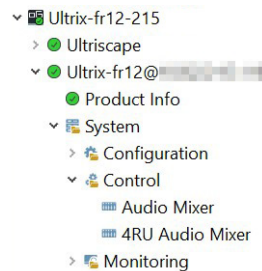 Ultrix-fr12-215
Ultriscape
Ultrix-fr12@
Product Info
System
Configuration
Control
Audio Mixer
4RU Audio Mixer
Monitoring